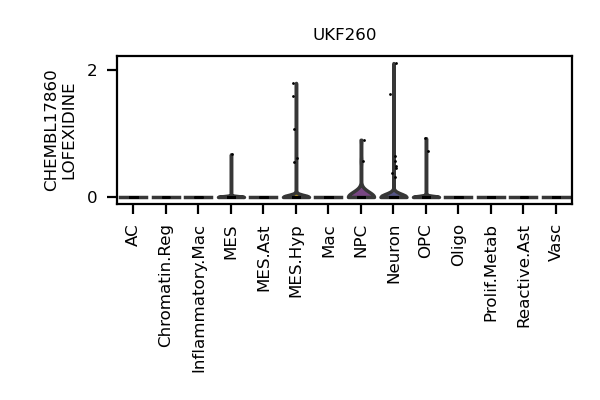 UKF260
CHEMBL17860
LOFEXIDINE
2
0
AC
Chromatin.Reg
Inflammatory.Mac
MES
MES.Ast
MES.Hyp
Mac
NPC
Neuron
OPC
Oligo
Prolif.Metab
Reactive.Ast
Vasc